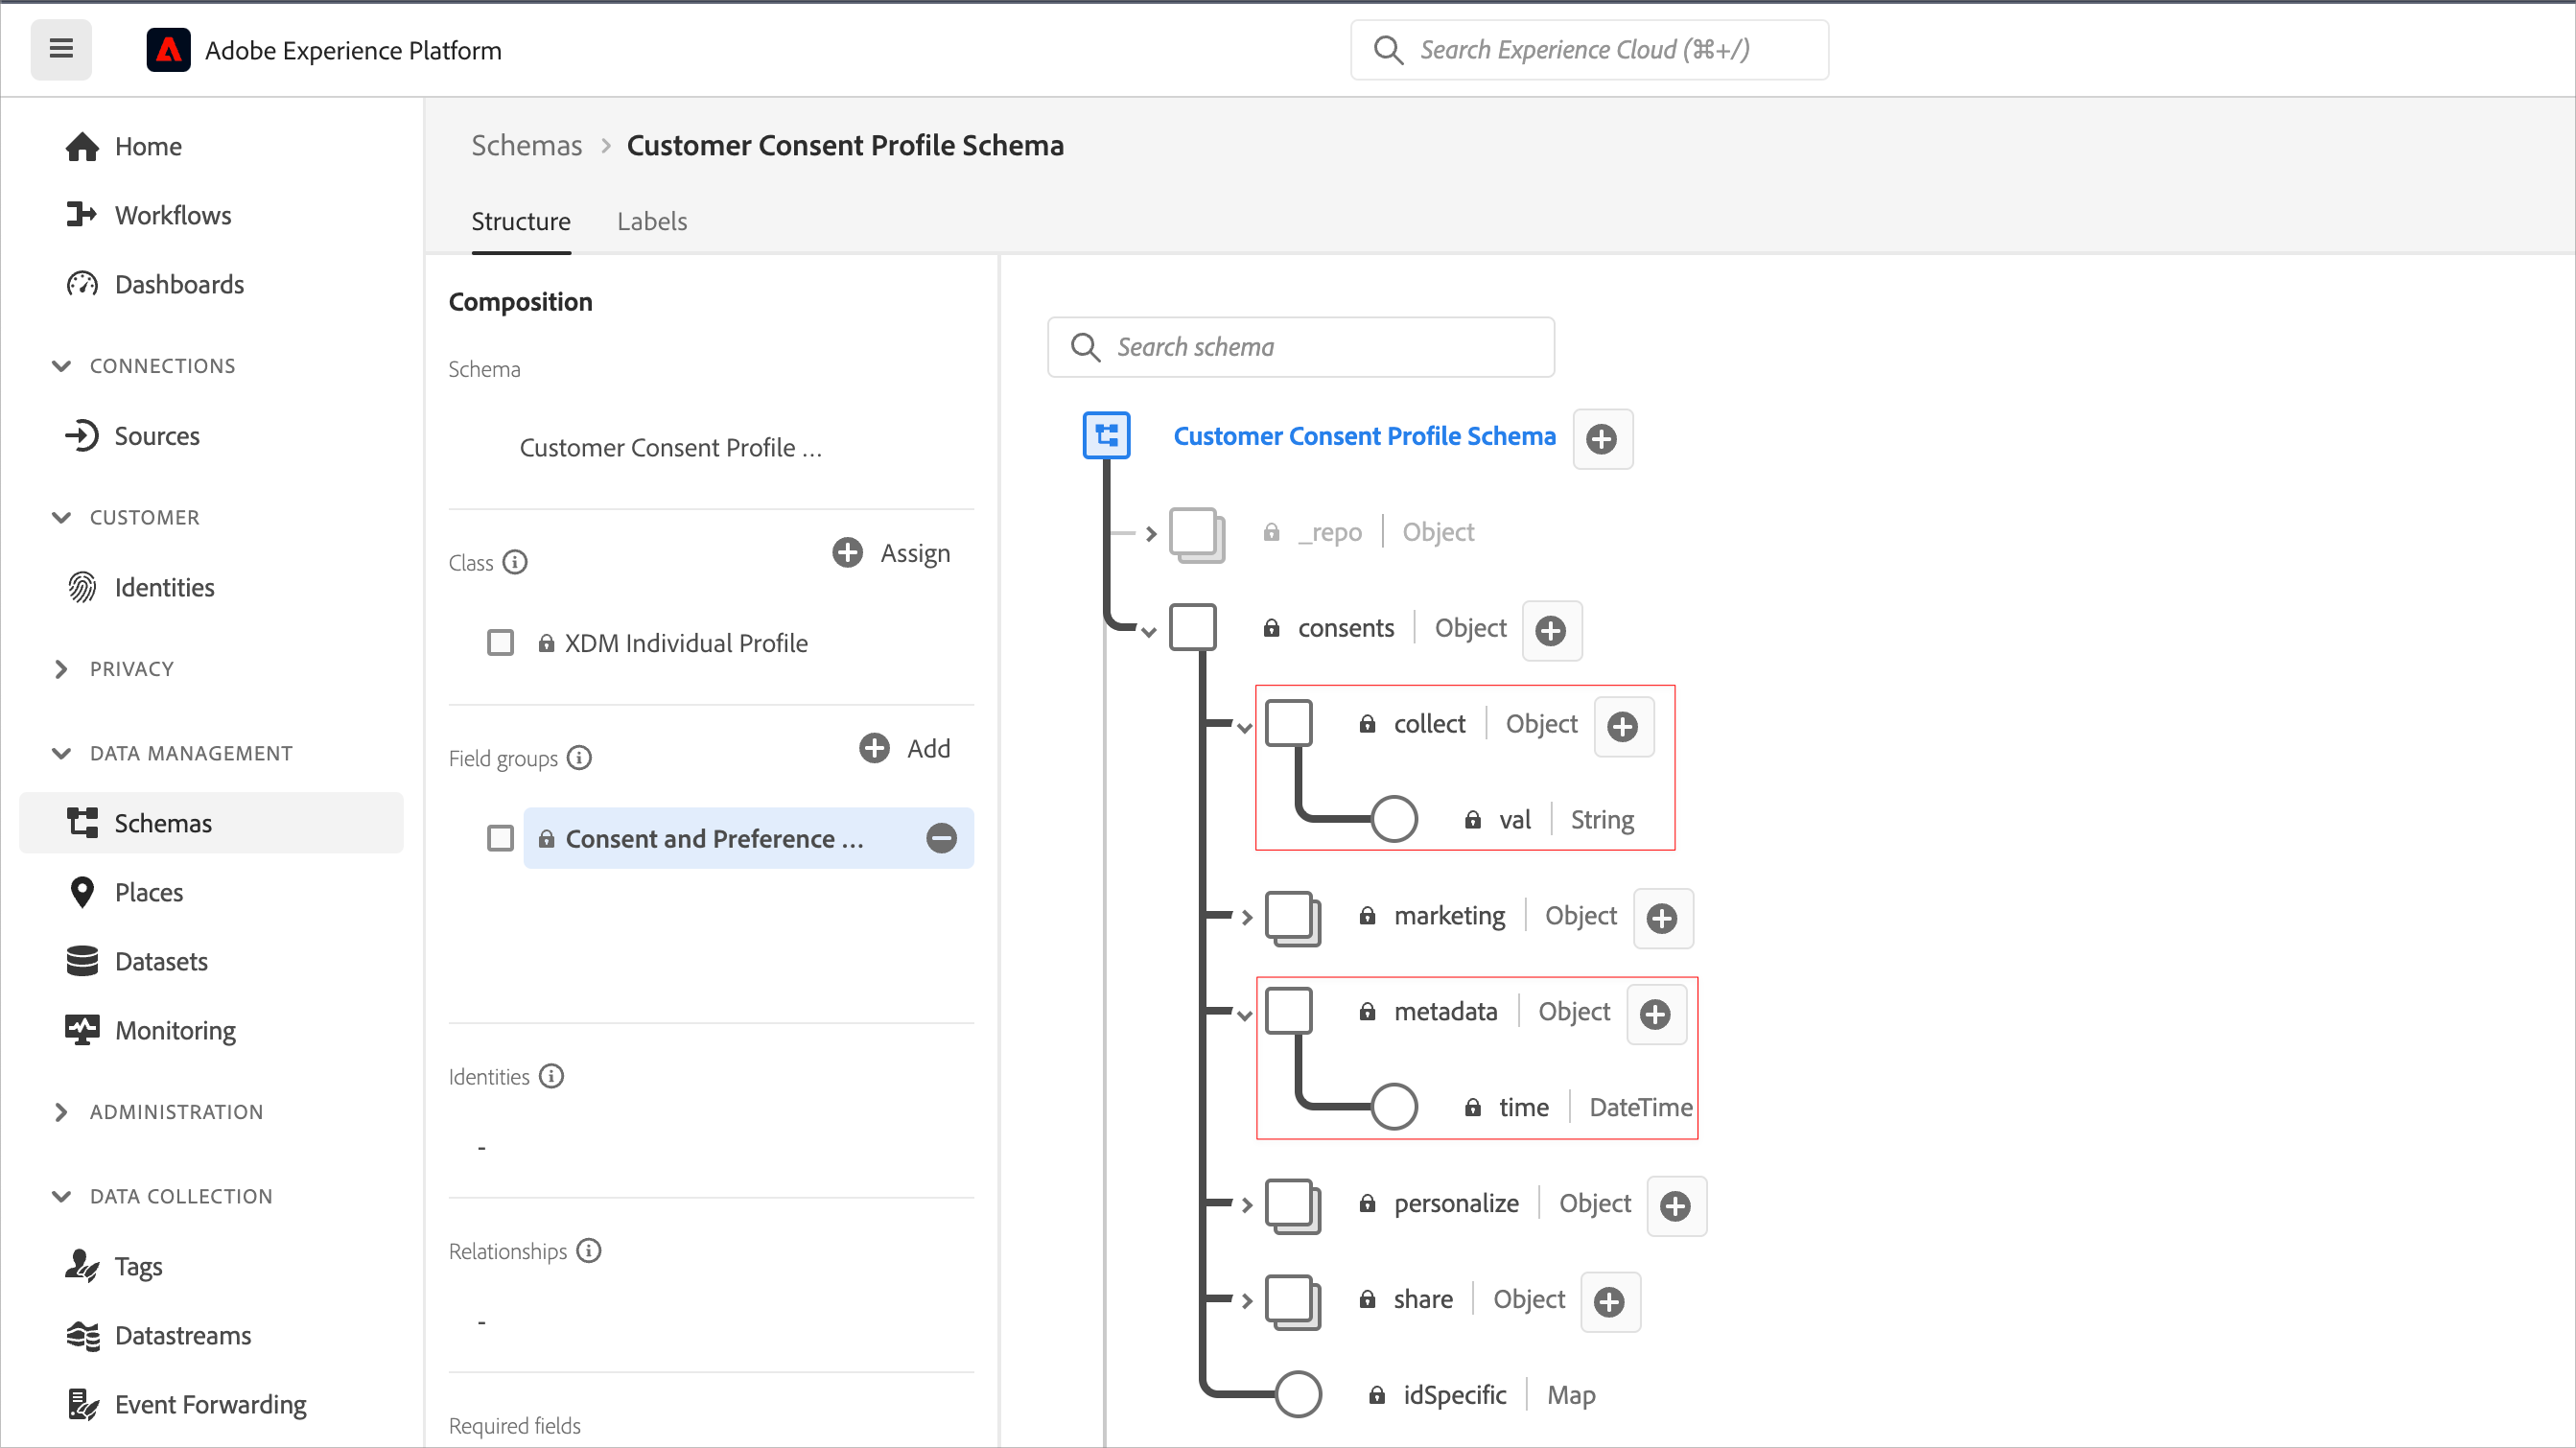 Adobe Experience Platform
Search Experience Cloud (⌘+/)
Home
Workflows
Dashboards
CONNECTIONS
Sources
CUSTOMER
Identities
PRIVACY
DATA MANAGEMENT
Schemas
Places
Datasets
Monitoring
ADMINISTRATION
DATA COLLECTION
Tags
Datastreams
Event Forwarding
Schemas > Customer Consent Profile Schema
Structure Labels
Composition
Schema
Customer Consent Profile …
Class Assign
XDM Individual Profile
Field groups Add
Consent and Preference …
Identities
-
Relationships
-
Required fields
Search schema
Customer Consent Profile Schema
_repo | Object
consents | Object
collect | Object
val | String
marketing | Object
metadata | Object
time | DateTime
personalize | Object
share | Object
idSpecific | Map